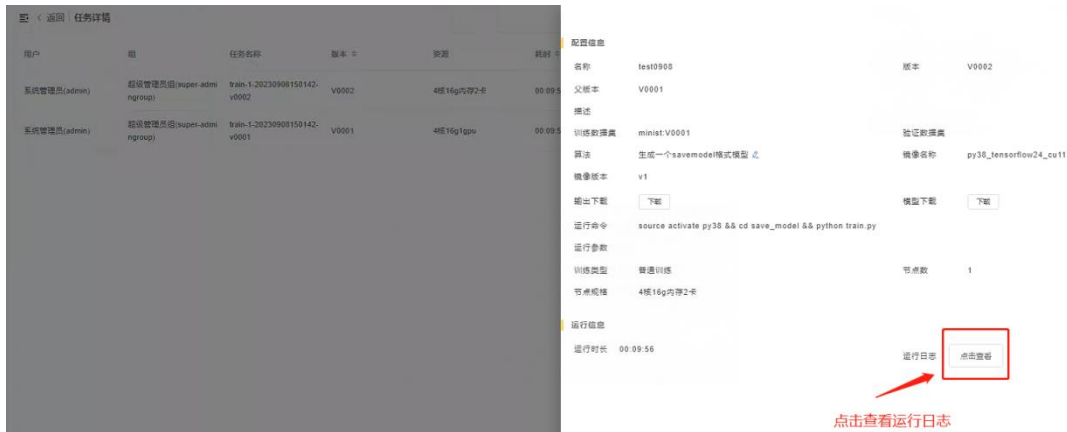 返回 任务详情
用户 组 任务名称 版本 资源 耗时
系统管理员(admin) 超级管理员组(super-admi train-1-20230908150142- V0002 4核16g内存2卡 00:09:5
ngroup) v0002
系统管理员(admin) 超级管理员组(super-admi train-1-20230908150142- V0001 4核16g1gpu 00:09:5
ngroup) v0001
配置信息
名称 test0908 版本 V0002
父版本 V0001
描述
训练数据集 minist:V0001 验证数据集
算法 生成一个savemodel格式模型 镜像名称 py38_tensorflow24_cu11
镜像版本 v1
输出下载 下载 模型下载 下载
运行命令 source activate py38 && cd save_model && python train.py
运行参数
训练类型 普通训练 节点数 1
节点规格 4核16g内存2卡
运行信息
运行时长 00:09:56 运行日志 点击查看
点击查看运行日志